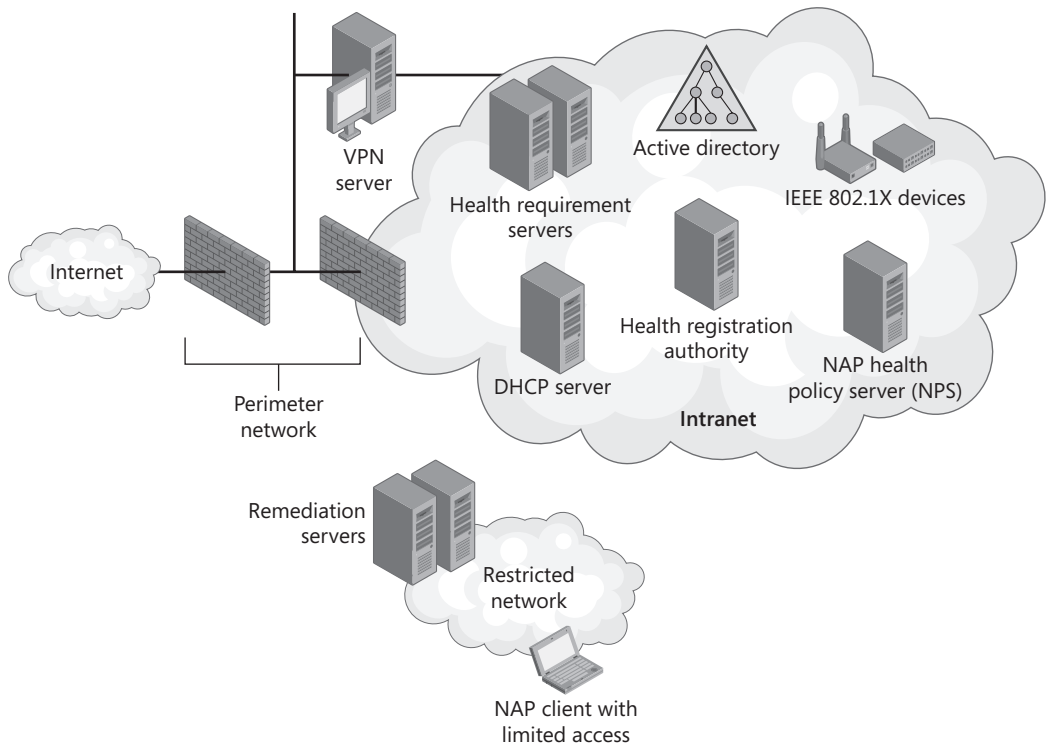 VPN
server
Health requirement
servers
Active directory
IEEE 802.1X devices
Internet
DHCP server
Health registration
authority
NAP health
policy server (NPS)
Intranet
Perimeter
network
Remediation
servers
Restricted
network
NAP client with
limited access